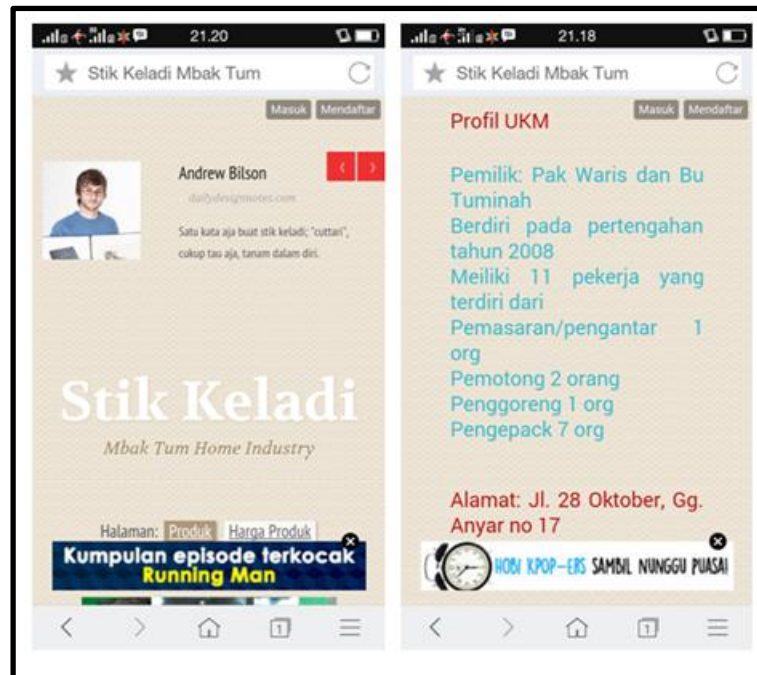 21.20
Stik Keladi Mbak Tum
Masuk Mendaftar
Andrew Bilson
dailydesignnotes.com
Satu kata aja buat stik keladi; "cuttari",
cukup tau aja, tanam dalam diri.
Stik Keladi
Mbak Tum Home Industry
Halaman: Produk Harga Produk
Kumpulan episode terkocak
Running Man
1
21.18
Stik Keladi Mbak Tum
Masuk Mendaftar
Profil UKM
Pemilik: Pak Waris dan Bu
Tuminah
Berdiri pada pertengahan
tahun 2008
Meiliki 11 pekerja yang
terdiri dari
Pemasaran/pengantar 1
org
Pemotong 2 orang
Penggoreng 1 org
Pengepack 7 org
Alamat: Jl. 28 Oktober, Gg.
Anyar no 17
HOBI KPOP-ERS SAMBIL NUNGGU PUASA!
1